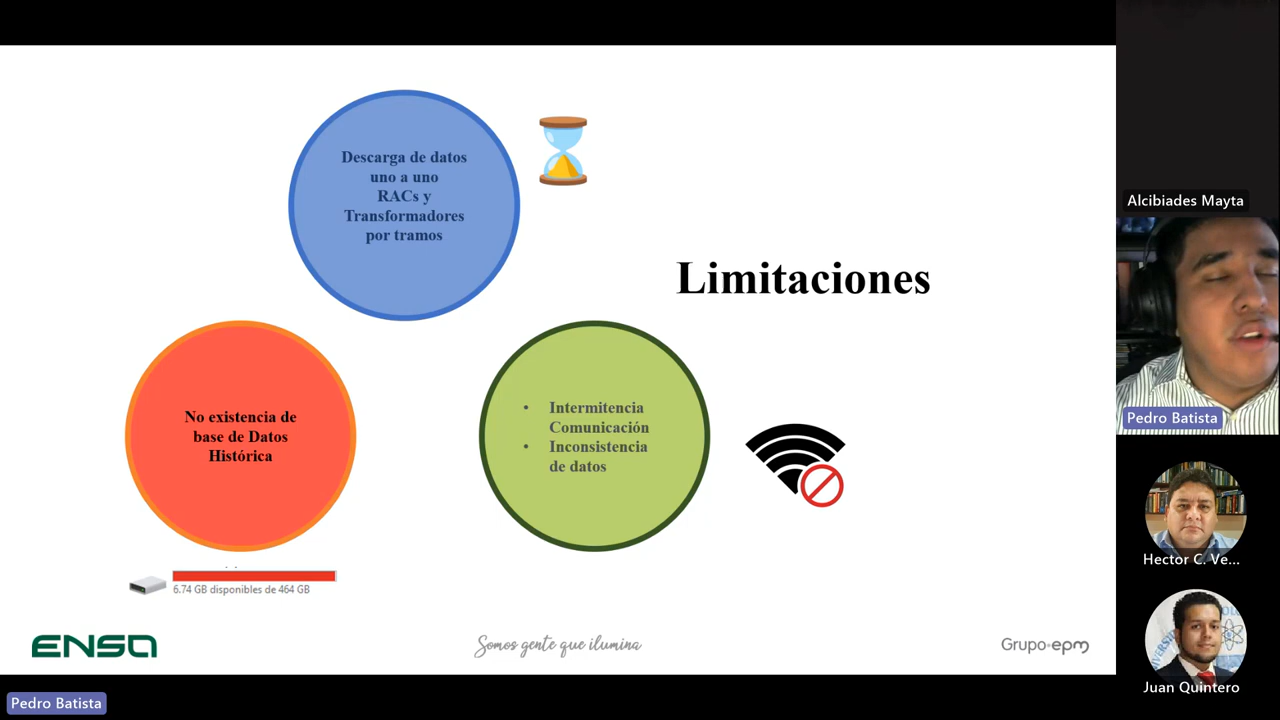 Descarga de datos
uno a uno
RACs y
Transformadores
por tramos
Limitaciones
No existencia de
base de Datos
Histórica
• Intermitencia
Comunicación
• Inconsistencia
de datos
6.74 GB disponibles de 464 GB
ENSA
Somos gente que ilumina
Grupo·epm
Pedro Batista
Alcibiades Mayta
Pedro Batista
Hector C. Ve...
Juan Quintero